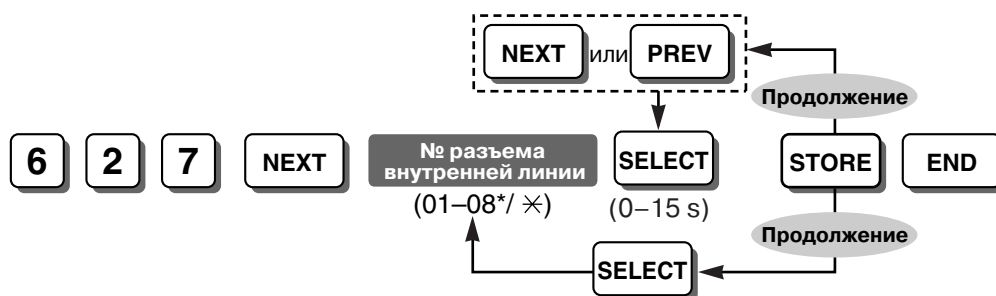 NEXT или PREV
Продолжение
6 2 7 NEXT № разъема внутренней линии SELECT STORE END
(01–08*/ ✳) (0–15 s)
Продолжение
SELECT